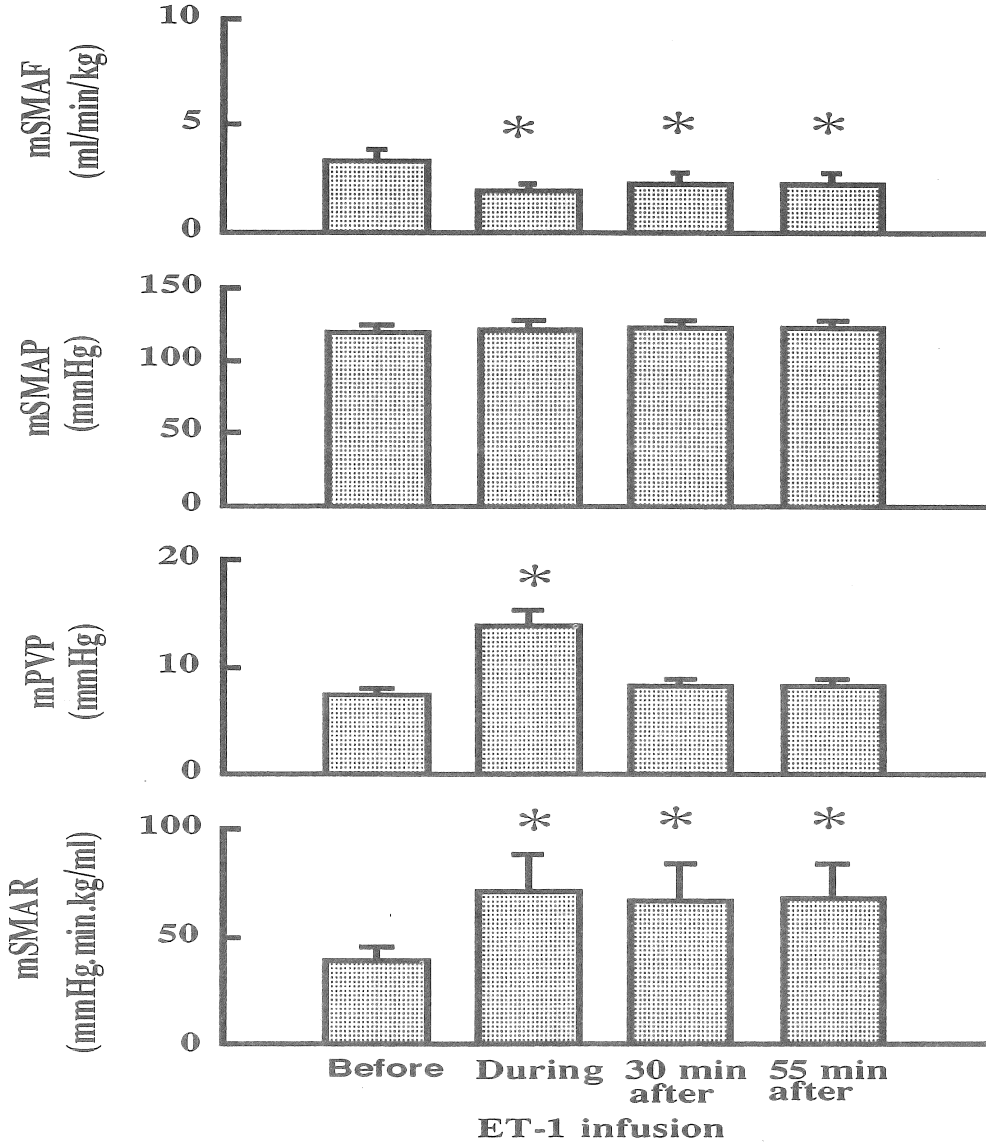 10
mSMAF
(ml/min/kg)
5
*
*
*
0
150
mSMAP
(mmHg)
100
50
0
20
mPVP
(mmHg)
*
10
0
100
mSMAR
(mmHg.min.kg/ml)
*
*
*
50
0
Before
During
30 min
after
55 min
after
ET-1 infusion